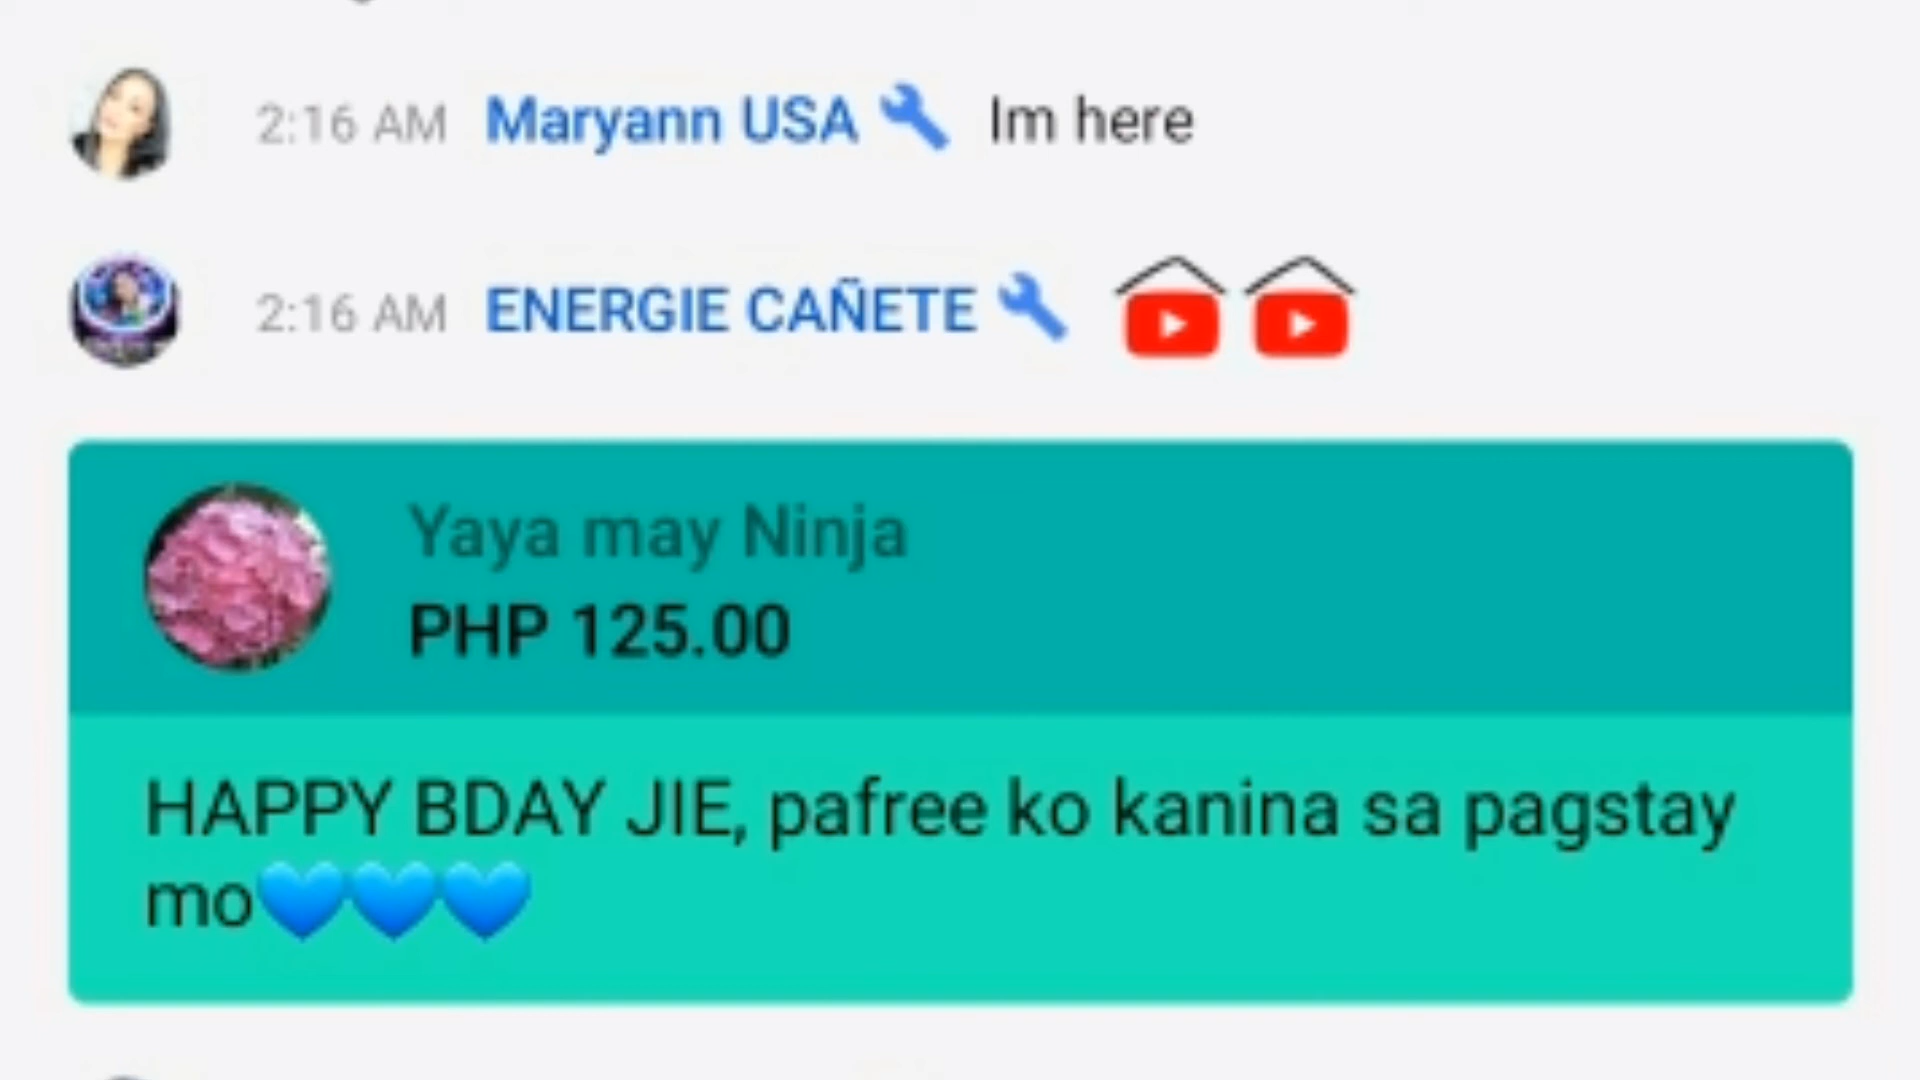 2:16 AM Maryann USA Im here
2:16 AM ENERGIE CAÑETE
Yaya may Ninja
PHP 125.00
HAPPY BDAY JIE, pafree ko kanina sa pagstay
mo💙💙💙